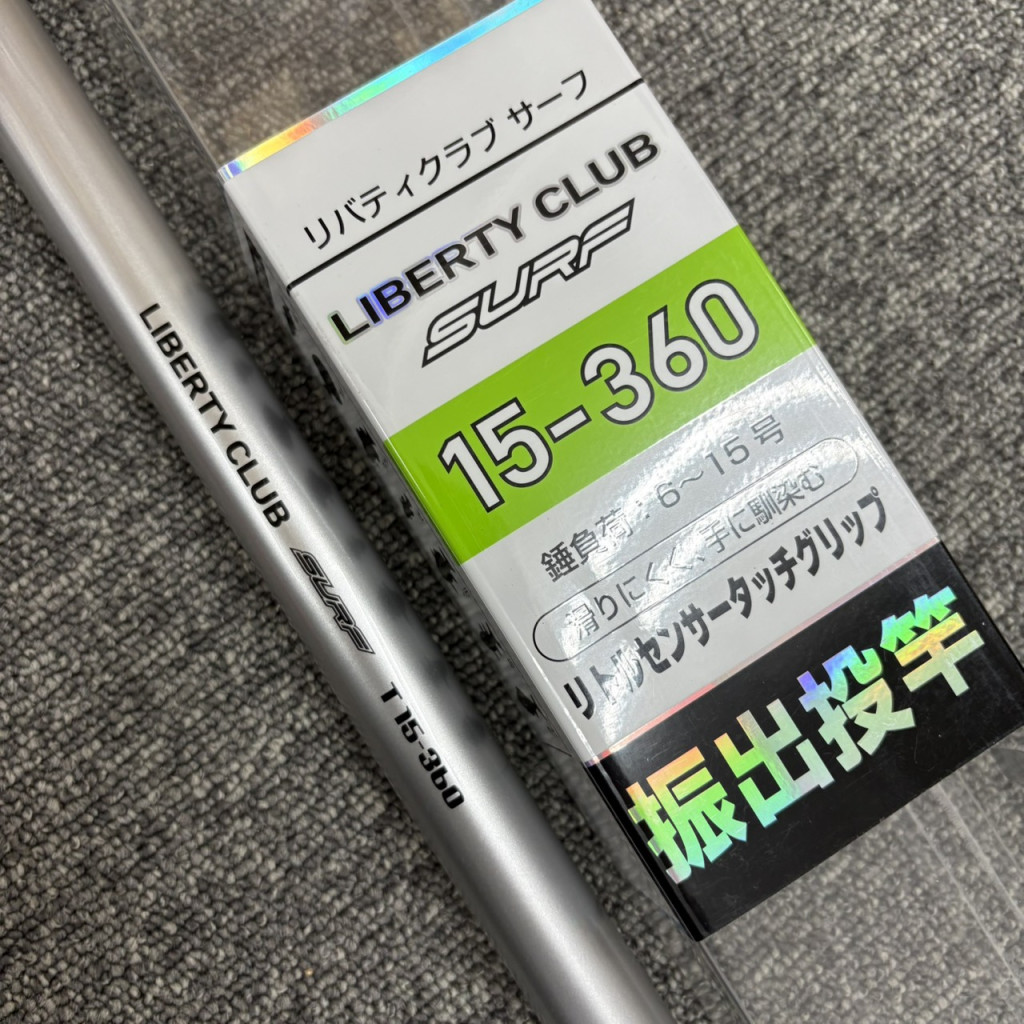 リバティクラブ サーフ
LIBERTY CLUB
SURF
15-360
錘負荷：6～15号
滑りにくく、手に馴染む
リトルセンサータッチグリップ
振出投竿
LIBERTY CLUB SURF T 15-360